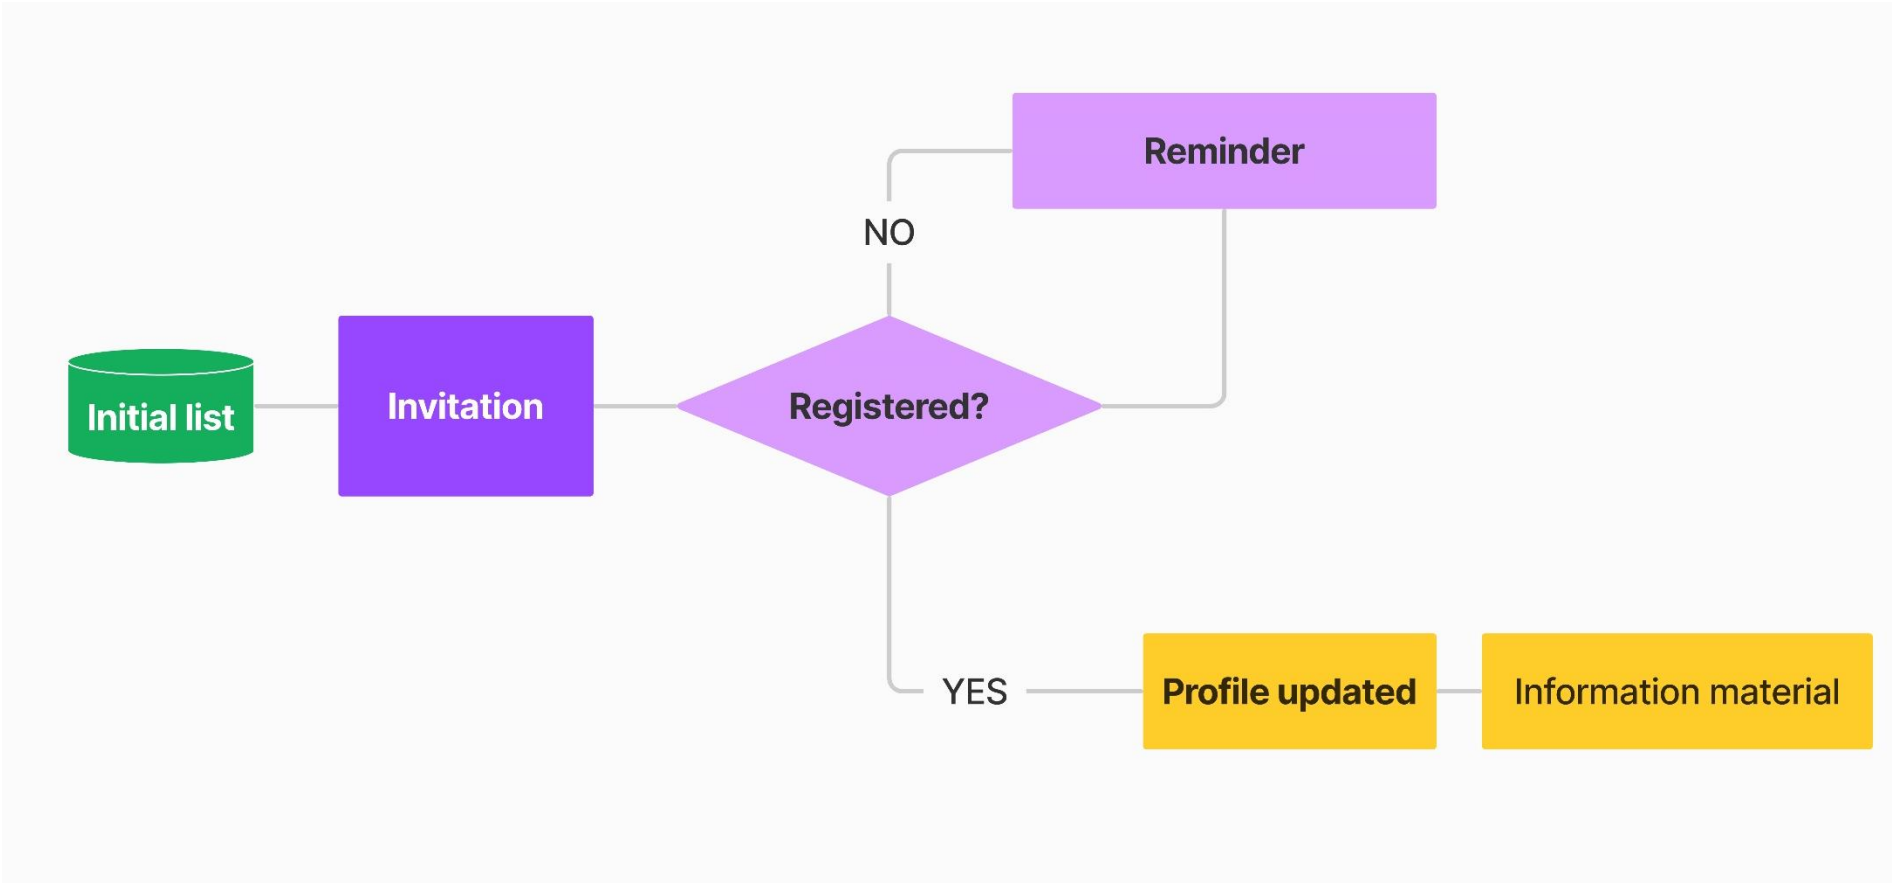 Reminder
NO
Initial list
Invitation
Registered?
YES
Profile updated
Information material